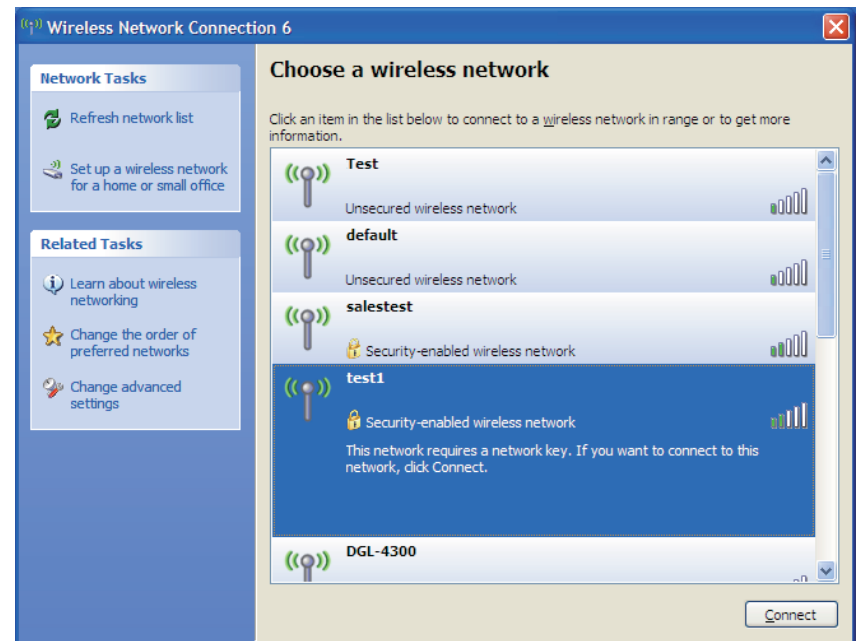 Wireless Network Connection 6
Network Tasks
Refresh network list
Set up a wireless network
for a home or small office
Related Tasks
Learn about wireless
networking
Change the order of
preferred networks
Change advanced
settings
Choose a wireless network
Click an item in the list below to connect to a wireless network in range or to get more
information.
Test
Unsecured wireless network
default
Unsecured wireless network
salestest
Security-enabled wireless network
test1
Security-enabled wireless network
This network requires a network key. If you want to connect to this
network, click Connect.
DGL-4300
Connect